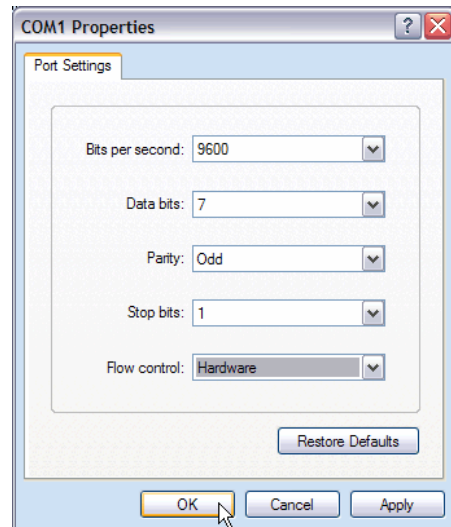 COM1 Properties
Port Settings
Bits per second: 9600
Data bits: 7
Parity: Odd
Stop bits: 1
Flow control: Hardware
Restore Defaults
OK Cancel Apply